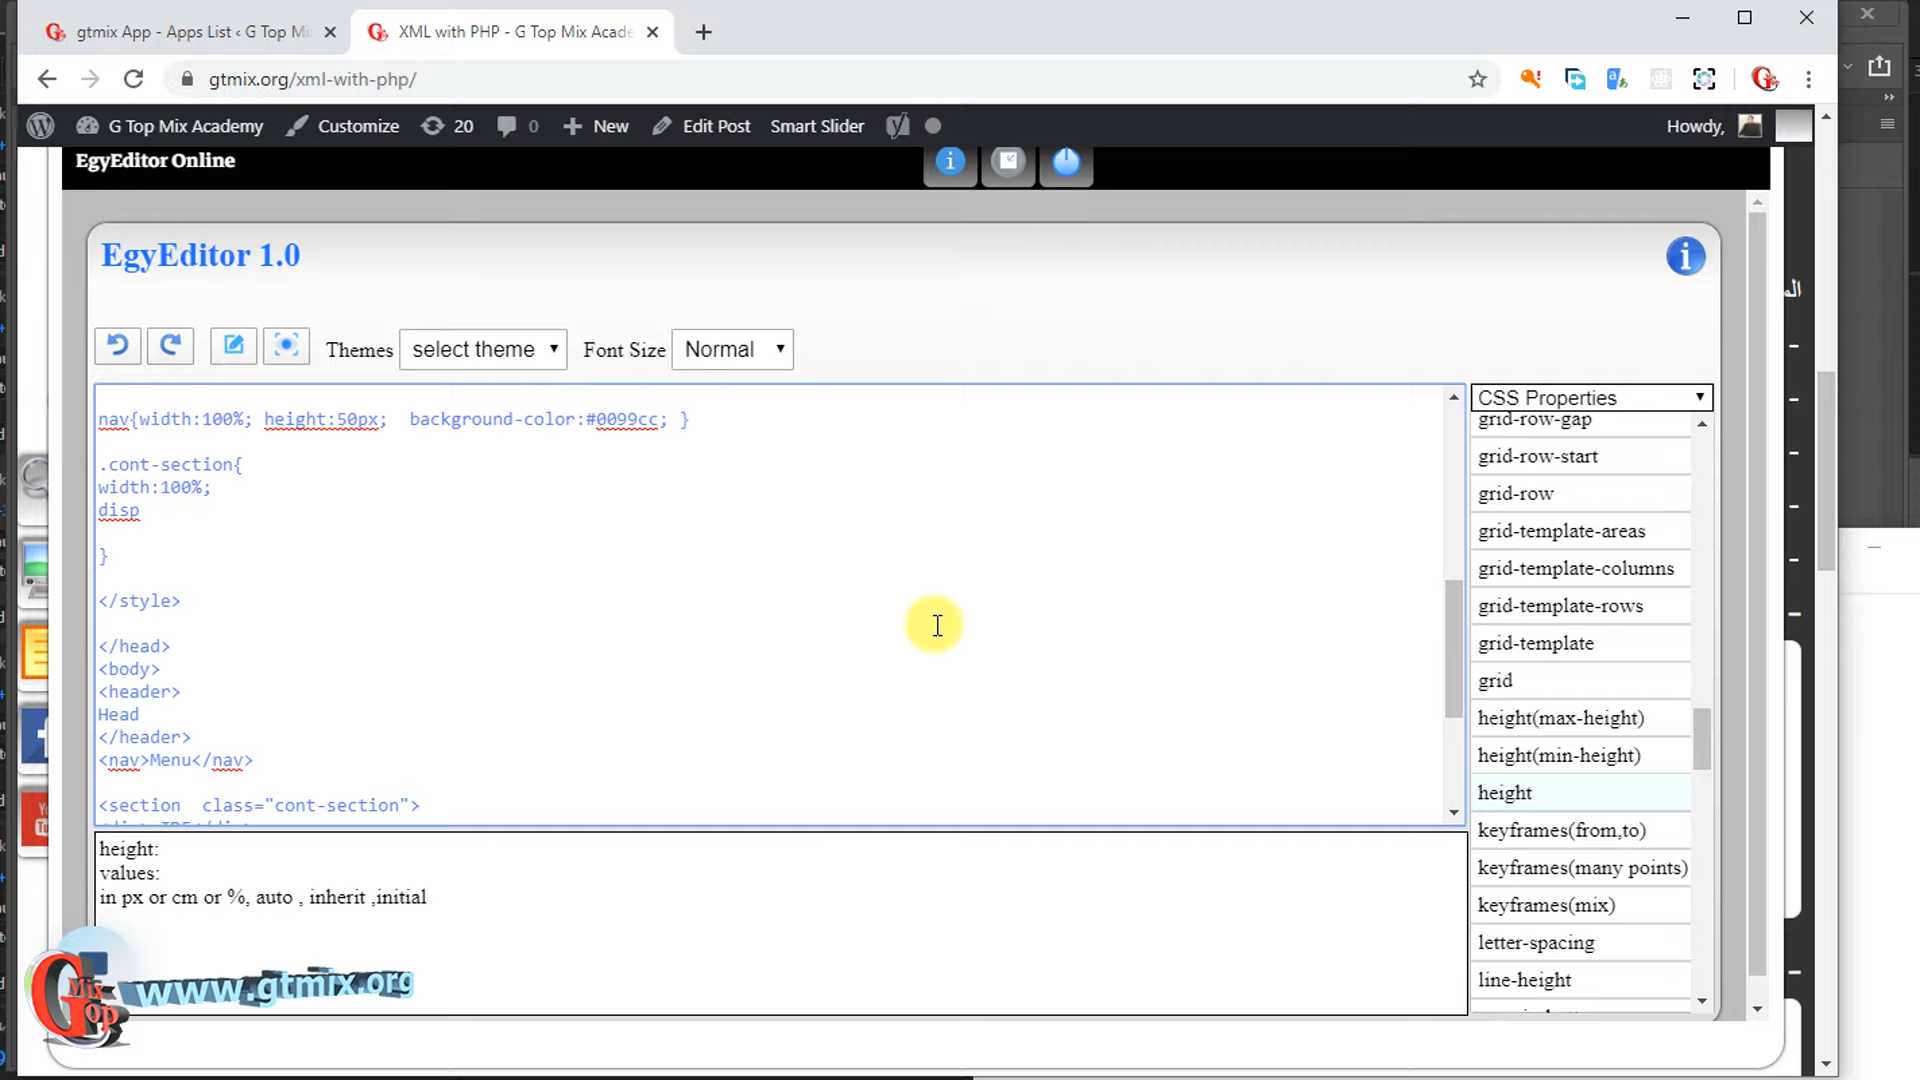 gtmix App - Apps List ‹ G Top Mi
XML with PHP - G Top Mix Acade
gtmix.org/xml-with-php/
G Top Mix Academy
Customize
20
0
New
Edit Post
Smart Slider
Howdy,
EgyEditor Online
EgyEditor 1.0
Themes
select theme
Font Size
Normal
nav{width:100%; height:50px;  background-color:#0099cc; }
.cont-section{
width:100%;
disp
}
</style>
</head>
<body>
<header>
Head
</header>
<nav>Menu</nav>
<section  class="cont-section">
CSS Properties
grid-row-gap
grid-row-start
grid-row
grid-template-areas
grid-template-columns
grid-template-rows
grid-template
grid
height(max-height)
height(min-height)
height
keyframes(from,to)
keyframes(many points)
keyframes(mix)
letter-spacing
line-height
height:
values:
in px or cm or %, auto , inherit ,initial
G Mix Top
www.gtmix.org